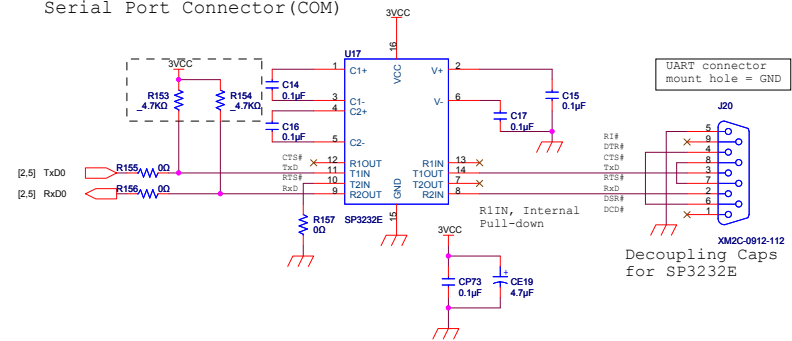 Serial Port Connector(COM)
3VCC
3VCC
R153
_4.7KΩ
R154
_4.7KΩ
[2,5] TxD0
[2,5] RxD0
R155 0Ω
R156 0Ω
CTS#
TxD
RTS#
RxD
C14
0.1µF
C16
0.1µF
R157
0Ω
U17
16
VCC
1 C1+
3 C1-
4 C2+
5 C2-
12 R1OUT
11 T1IN
10 T2IN
9 R2OUT
V+ 2
V- 6
R1IN 13
T1OUT 14
T2OUT 7
R2IN 8
GND
15
SP3232E
C15
0.1µF
C17
0.1µF
R1IN, Internal
Pull-down
3VCC
CP73
0.1µF
+
CE19
4.7µF
UART connector
mount hole = GND
J20
RI#
DTR#
CTS#
TxD
RTS#
RxD
DSR#
DCD#
5
9
4
8
3
7
2
6
1
XM2C-0912-112
Decoupling Caps
for SP3232E